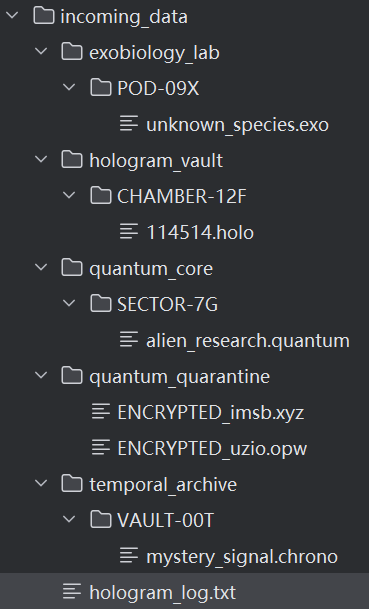 incoming_data
exobiology_lab
POD-09X
unknown_species.exo
hologram_vault
CHAMBER-12F
114514.holo
quantum_core
SECTOR-7G
alien_research.quantum
quantum_quarantine
ENCRYPTED_imsb.xyz
ENCRYPTED_uzio.opw
temporal_archive
VAULT-00T
mystery_signal.chrono
hologram_log.txt